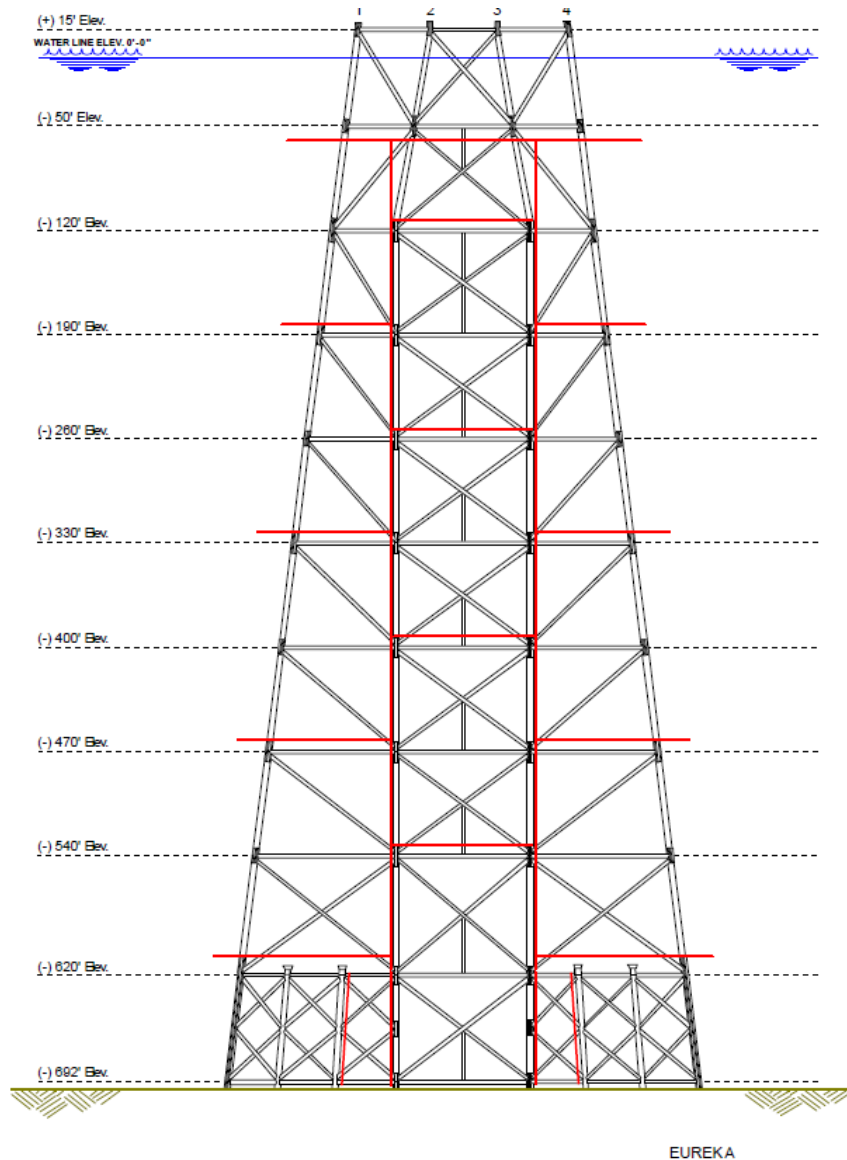 1 2 3 4
(+) 15' Elev.
WATER LINE ELEV. 0'-0"
(-) 50' Elev.
(-) 120' Elev.
(-) 190' Elev.
(-) 260' Elev.
(-) 330' Elev.
(-) 400' Elev.
(-) 470' Elev.
(-) 540' Elev.
(-) 620' Elev.
(-) 692' Elev.
EUREKA